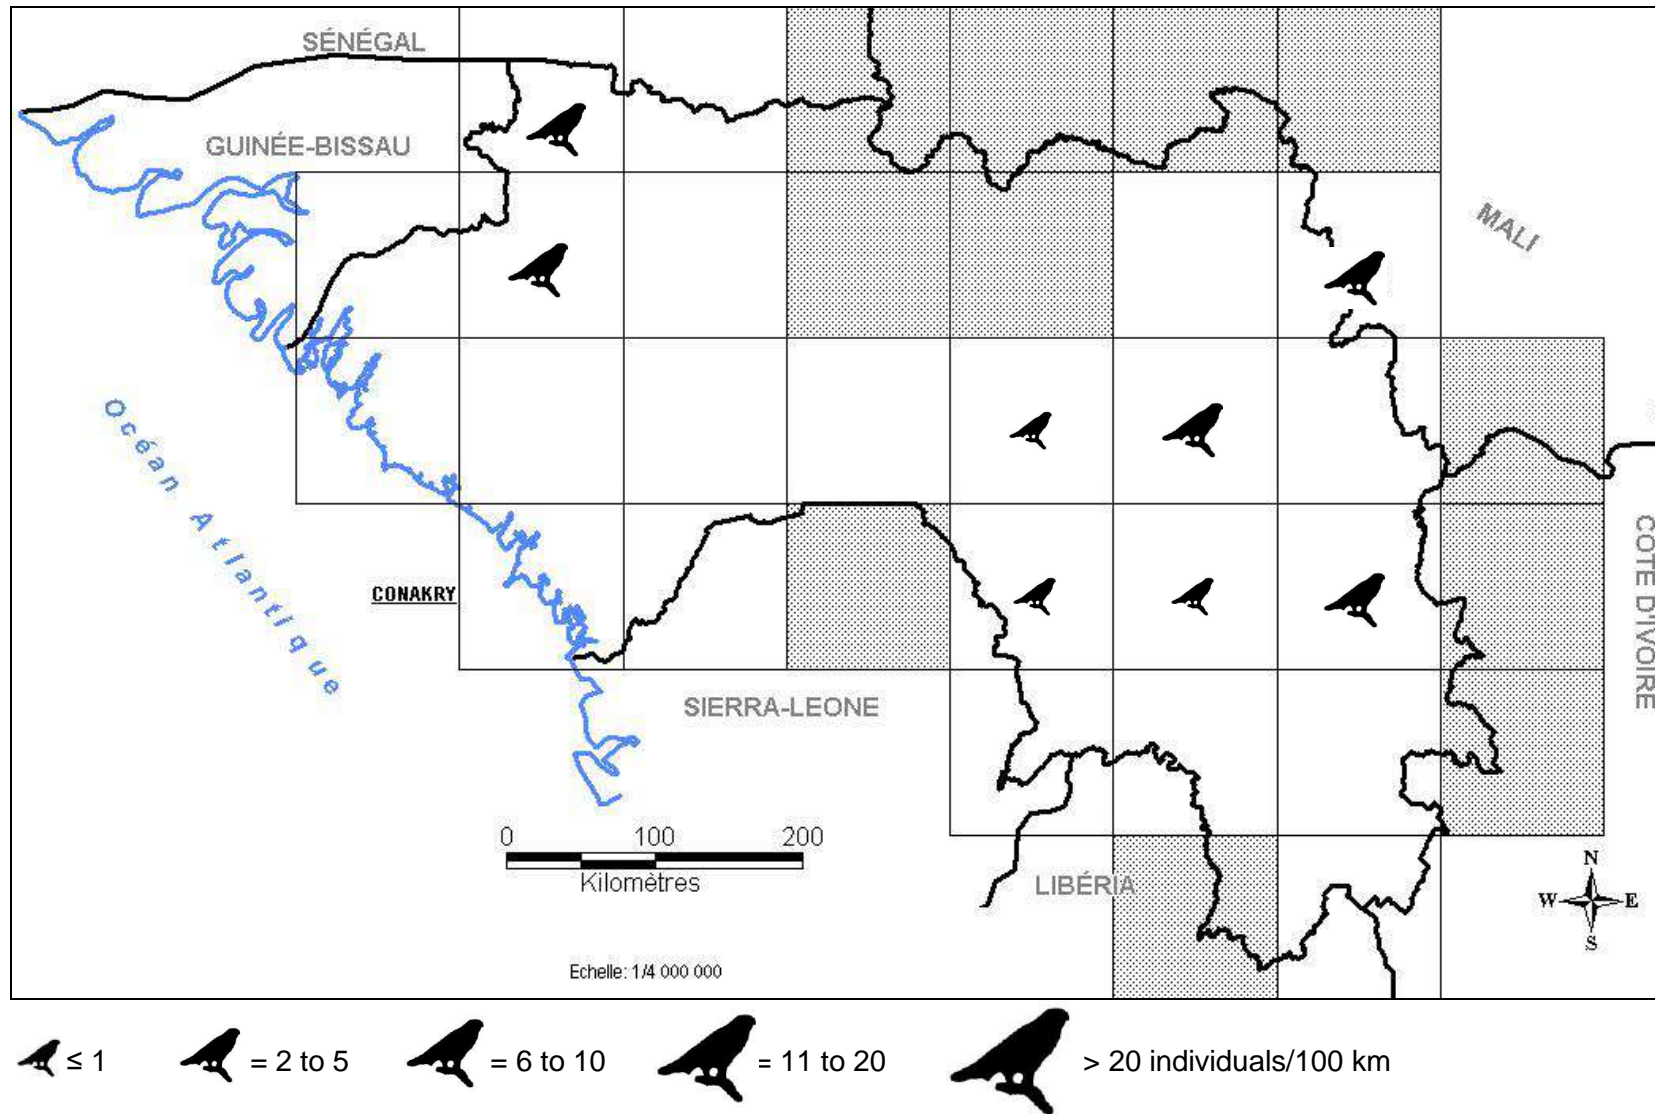 SÉNÉGAL
GUINÉE-BISSAU
MALI
Océan Atlantique
CONAKRY
COTE D'IVOIRE
SIERRA-LEONE
0 100 200
Kilomètres
LIBÉRIA
N
W E
S
Echelle: 1/4 000 000
≤ 1 = 2 to 5 = 6 to 10 = 11 to 20 > 20 individuals/100 km